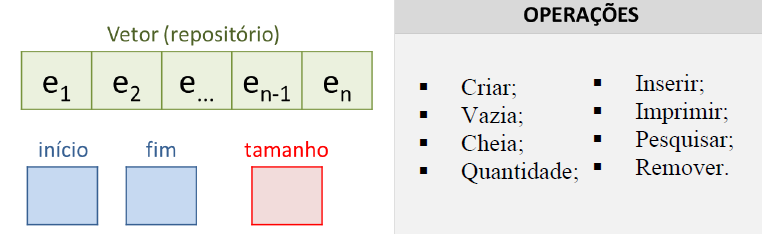 Vetor (repositório)
e1 e2 e... en-1 en
início fim tamanho
OPERAÇÕES
▪ Criar;
▪ Vazia;
▪ Cheia;
▪ Quantidade;
▪ Inserir;
▪ Imprimir;
▪ Pesquisar;
▪ Remover.